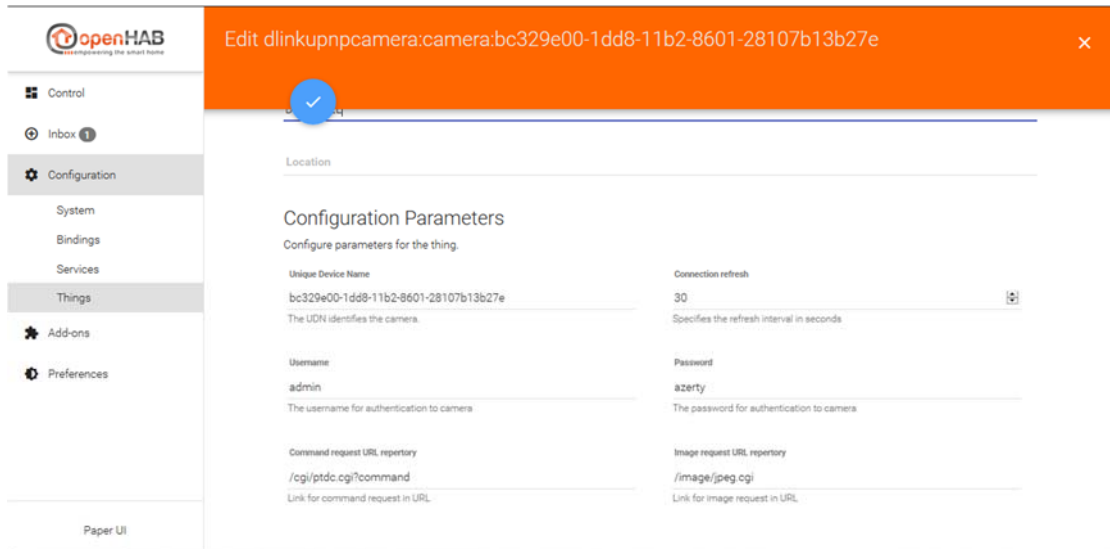 openHAB
empowering the smart home
Edit dlinkupnpcamera:camera:bc329e00-1dd8-11b2-8601-28107b13b27e
Control
Inbox 1
Configuration
System
Bindings
Services
Things
Add-ons
Preferences
Paper UI
Location
Configuration Parameters
Configure parameters for the thing.
Unique Device Name
bc329e00-1dd8-11b2-8601-28107b13b27e
The UDN identifies the camera.
Connection refresh
30
Specifies the refresh interval in seconds
Username
admin
The username for authentication to camera
Password
azerty
The password for authentication to camera
Command request URL repertory
/cgi/ptdc.cgi?command
Link for command request in URL
Image request URL repertory
/image/jpeg.cgi
Link for image request in URL